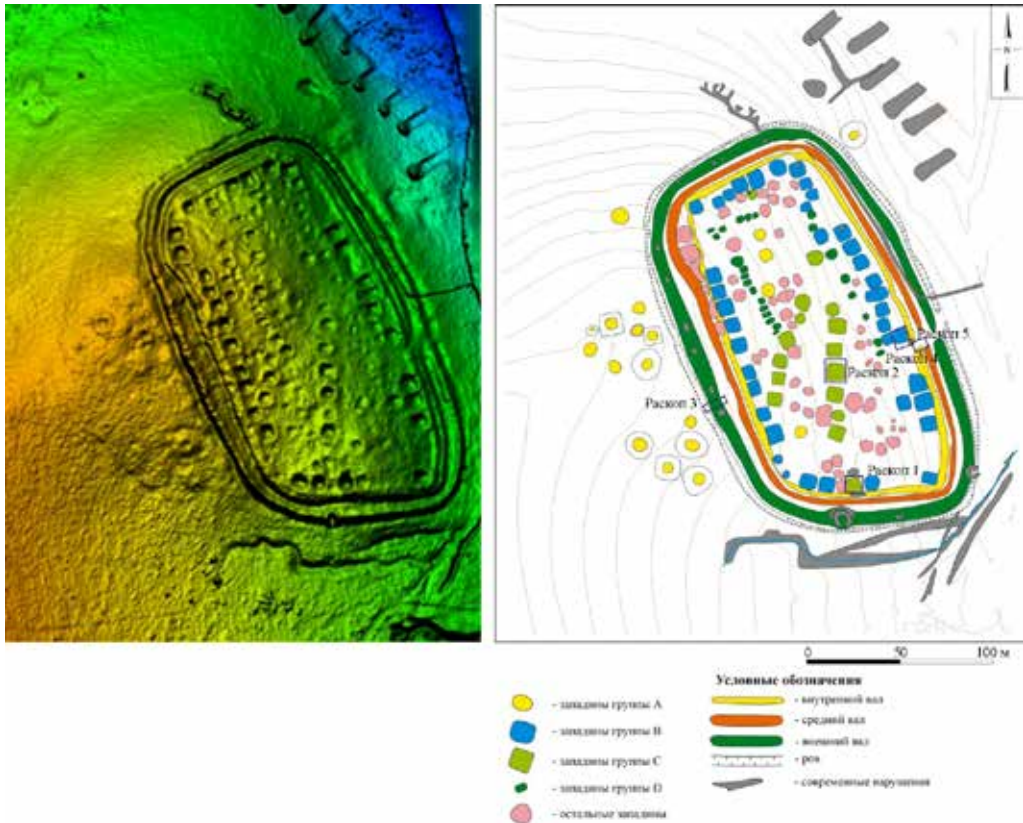 N
Раскоп 5
Раскоп 4
Раскоп 2
Раскоп 3
Раскоп 1
0 50 100 м
Условные обозначения
- западины группы A
- западины группы B
- западины группы C
- западины группы D
- остальные западины
- внутренний вал
- средний вал
- внешний вал
- ров
- современные нарушения